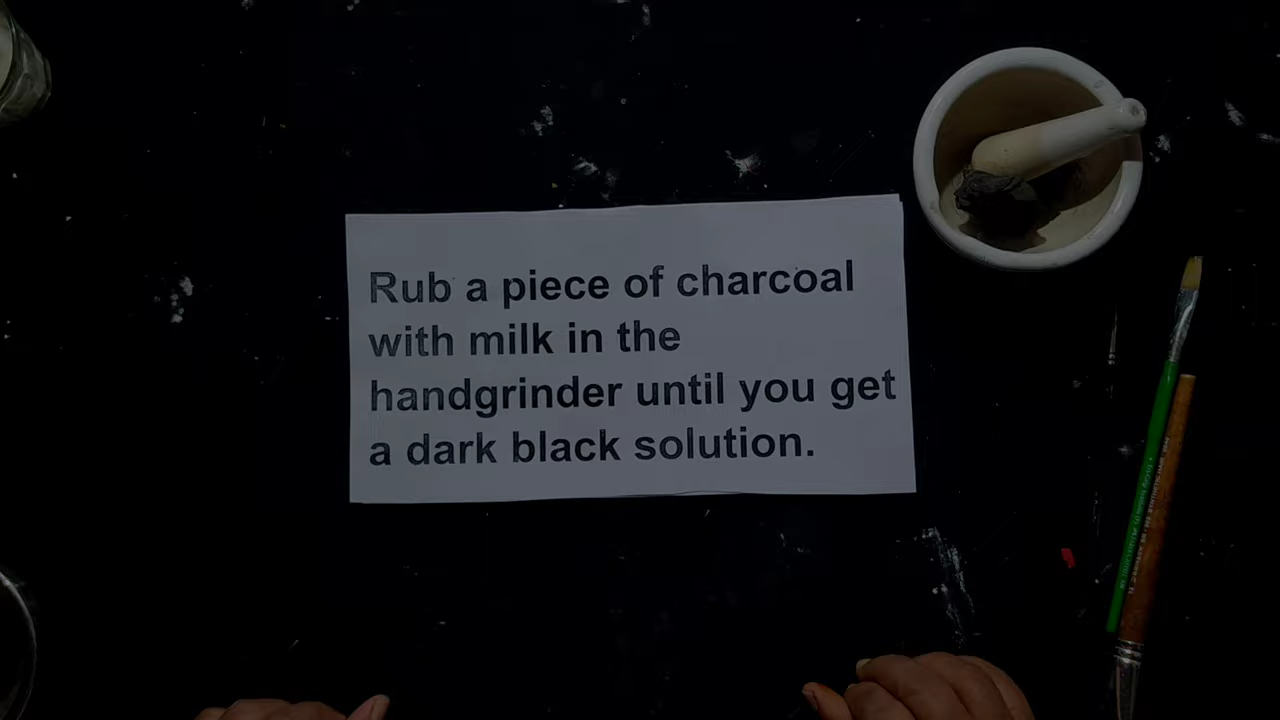 Rub a piece of charcoal
with milk in the
handgrinder until you get
a dark black solution.